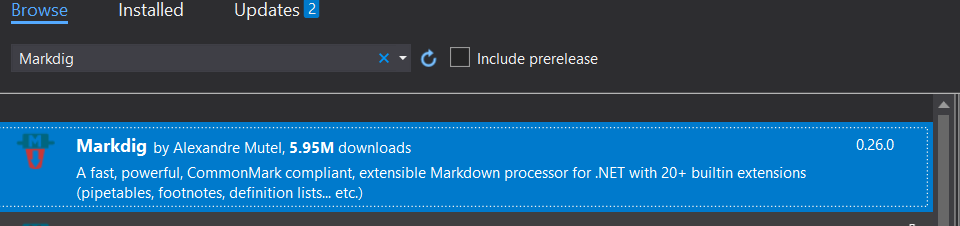 Browse Installed Updates 2
Markdig Include prerelease
Markdig by Alexandre Mutel, 5.95M downloads 0.26.0
A fast, powerful, CommonMark compliant, extensible Markdown processor for .NET with 20+ builtin extensions
(pipetables, footnotes, definition lists... etc.)